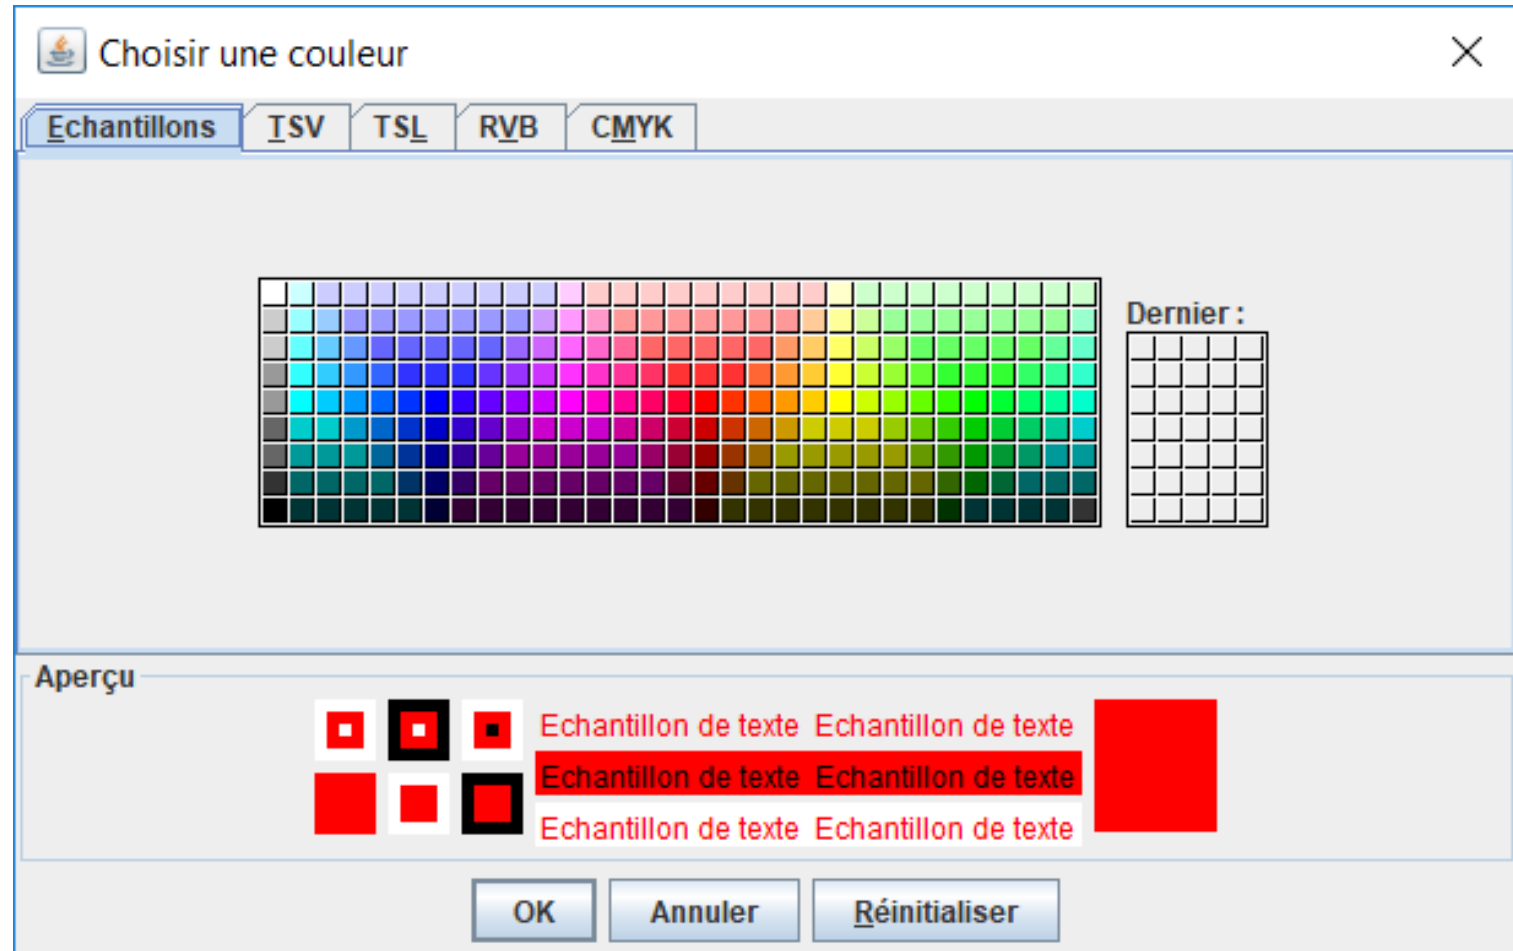 Choisir une couleur
Echantillons TSV TSL RVB CMYK
Dernier :
Aperçu
Echantillon de texte Echantillon de texte
Echantillon de texte Echantillon de texte
Echantillon de texte Echantillon de texte
OK Annuler Réinitialiser